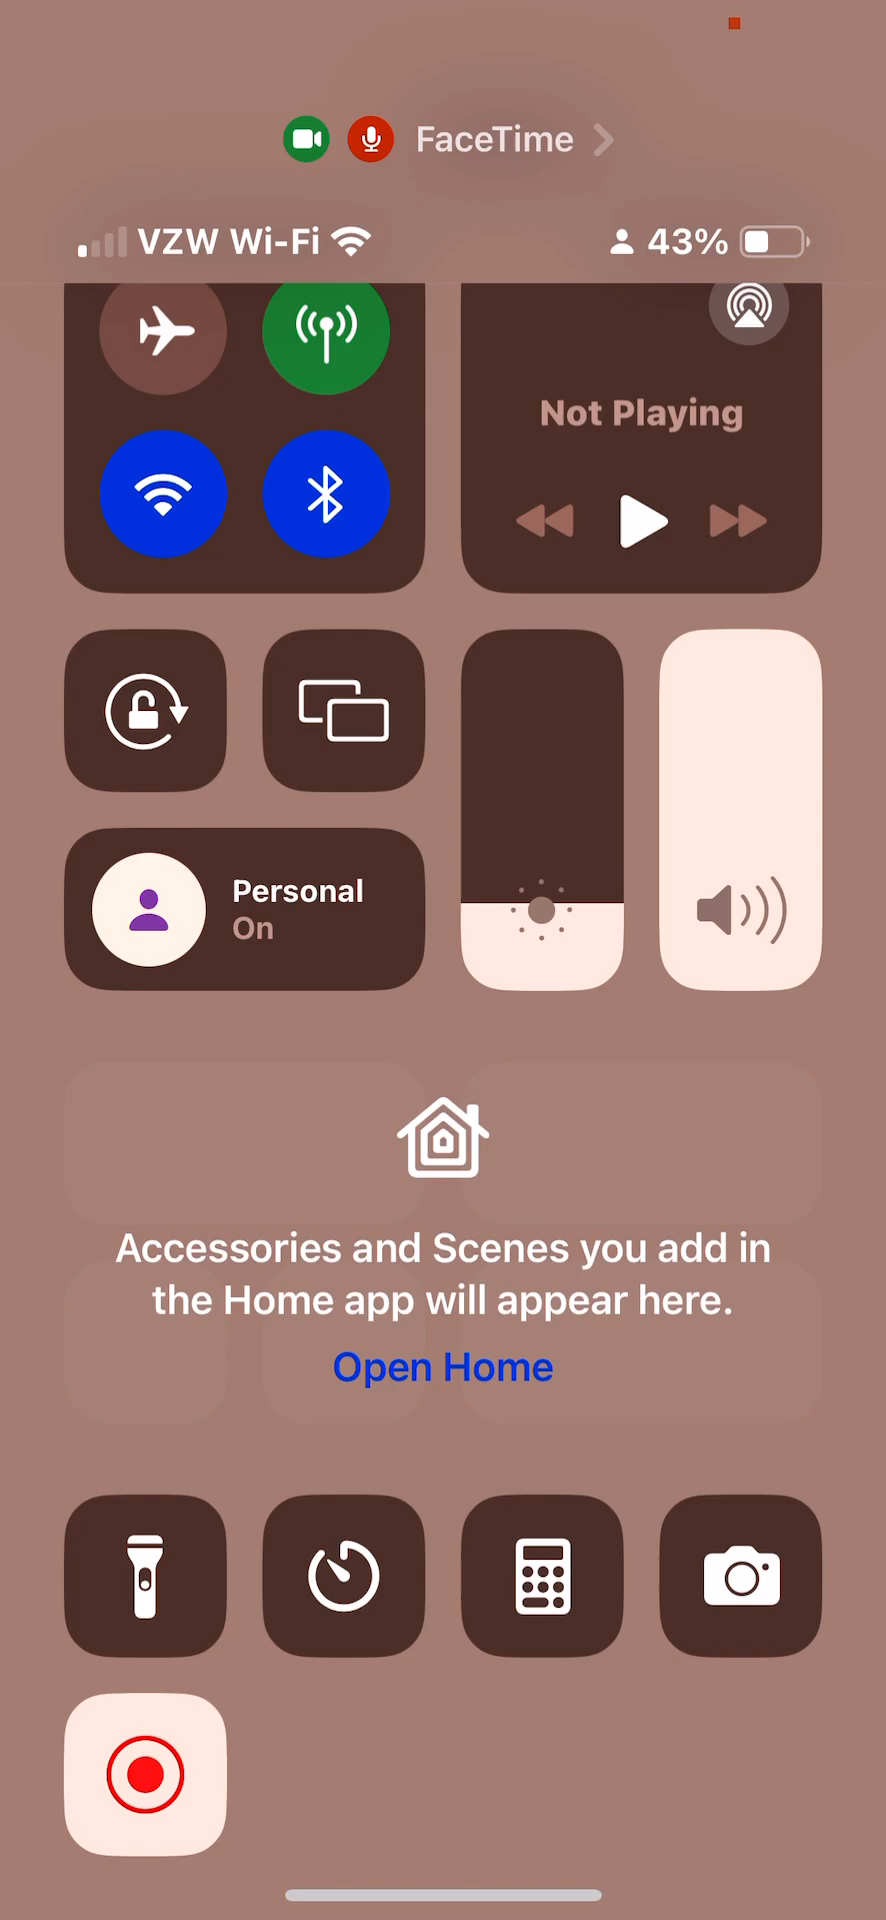 FaceTime
VZW Wi-Fi 43%
Not Playing
Personal
On
Accessories and Scenes you add in
the Home app will appear here.
Open Home